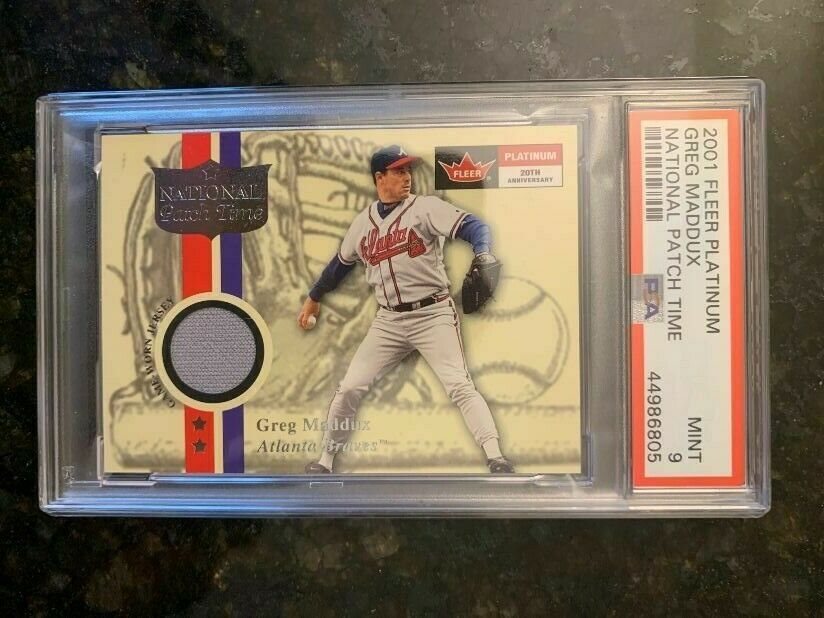 2001 FLEER PLATINUM
GREG MADDUX
NATIONAL PATCH TIME
MINT
9
44986805
PSA
NATIONAL
Patch Time
FLEER
PLATINUM
20TH
ANNIVERSARY
Atlanta
GAME WORN JERSEY
Greg Maddux
Atlanta Braves™